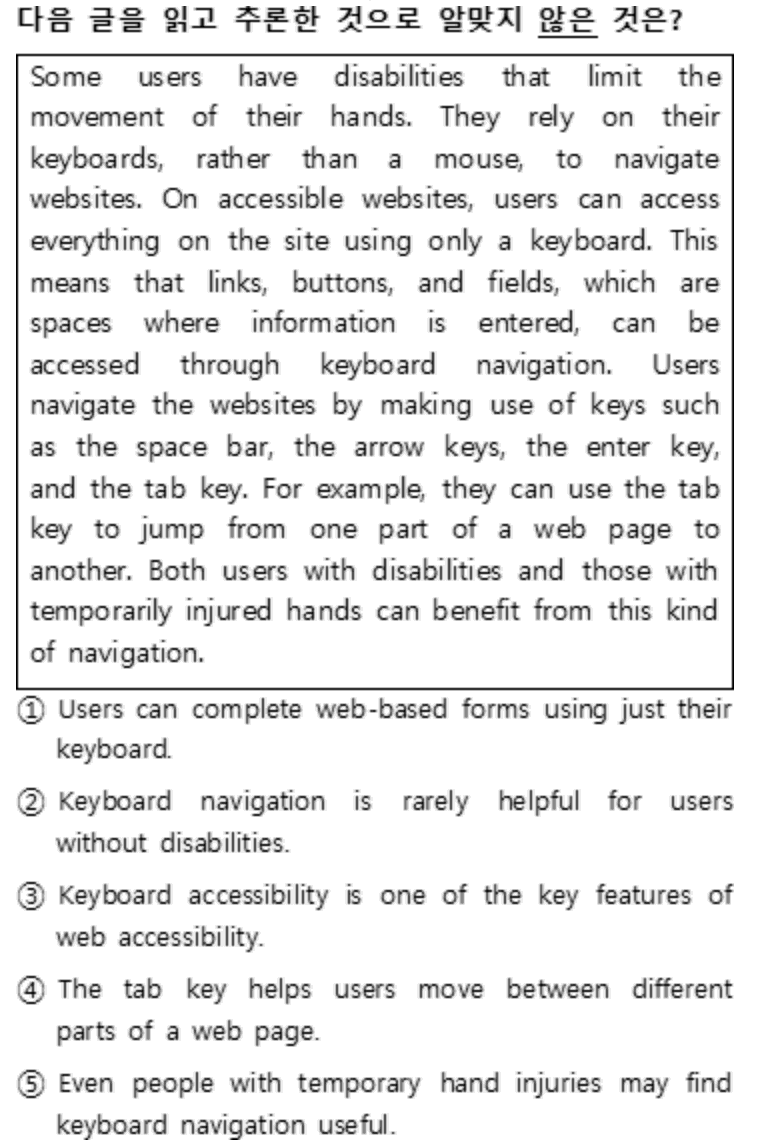 다음 글을 읽고 추론한 것으로 알맞지 않은 것은?
Some users have disabilities that limit the
movement of their hands. They rely on their
keyboards, rather than a mouse, to navigate
websites. On accessible websites, users can access
everything on the site using only a keyboard. This
means that links, buttons, and fields, which are
spaces where information is entered, can be
accessed through keyboard navigation. Users
navigate the websites by making use of keys such
as the space bar, the arrow keys, the enter key,
and the tab key. For example, they can use the tab
key to jump from one part of a web page to
another. Both users with disabilities and those with
temporarily injured hands can benefit from this kind
of navigation.
① Users can complete web-based forms using just their
keyboard.
② Keyboard navigation is rarely helpful for users
without disabilities.
③ Keyboard accessibility is one of the key features of
web accessibility.
④ The tab key helps users move between different
parts of a web page.
⑤ Even people with temporary hand injuries may find
keyboard navigation useful.